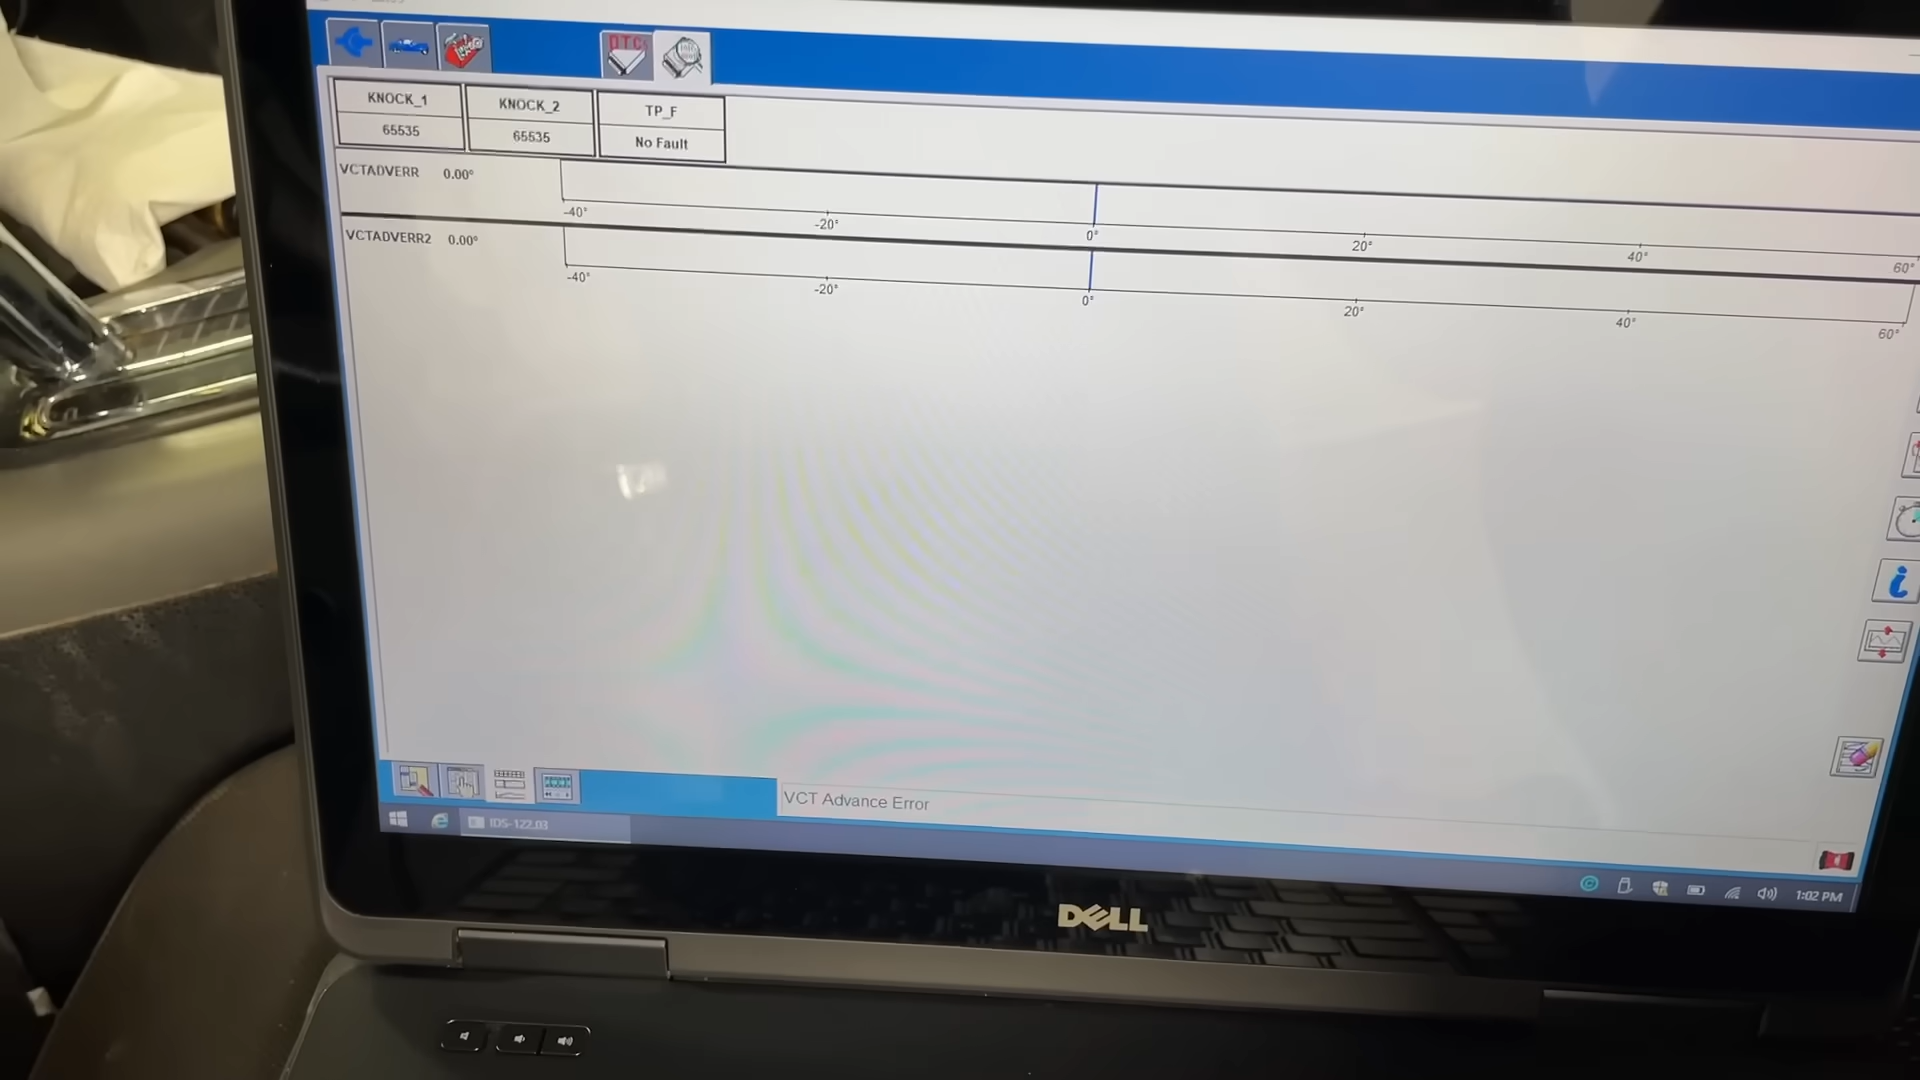 DTCs
KNOCK_1 KNOCK_2 TP_F
65535 65535 No Fault
VCTADVERR 0.00°
-40° -20° 0° 20° 40° 60°
VCTADVERR2 0.00°
-40° -20° 0° 20° 40° 60°
VCT Advance Error
IDS-122.03
1:02 PM
DELL